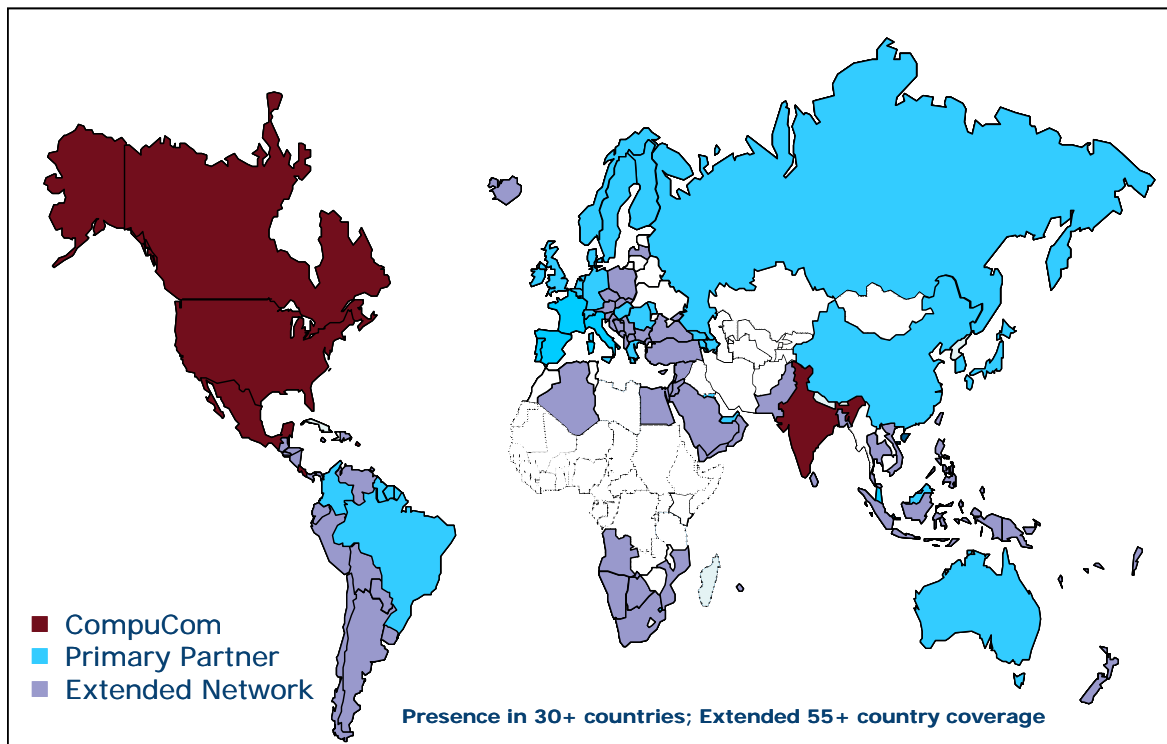 CompuCom
Primary Partner
Extended Network
Presence in 30+ countries; Extended 55+ country coverage